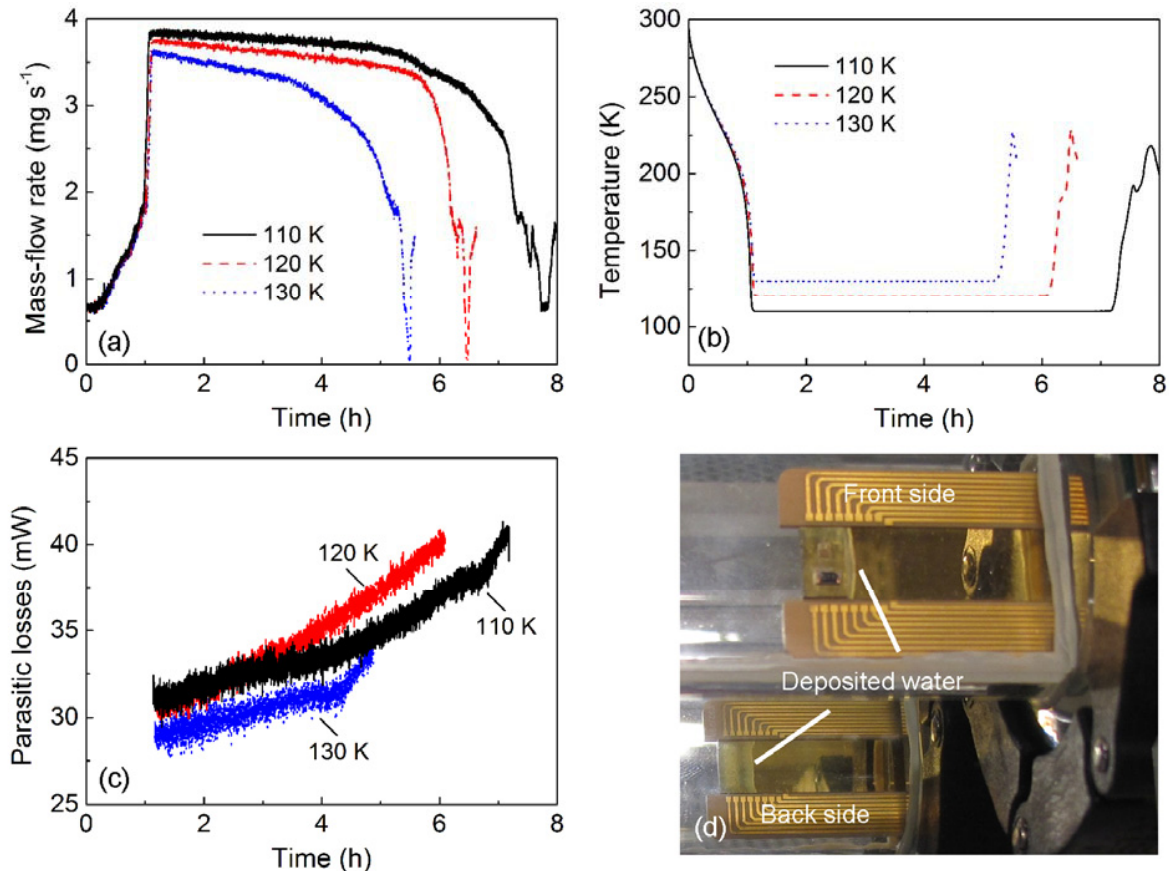 4
3
2
1
0
0
2
4
6
8
Mass-flow rate (mg s⁻¹)
110 K
120 K
130 K
(a)
Time (h)
300
250
200
150
100
0
2
4
6
8
Temperature (K)
110 K
120 K
130 K
(b)
Time (h)
45
40
35
30
25
0
2
4
6
8
Parasitic losses (mW)
120 K
110 K
130 K
(c)
Time (h)
Front side
Deposited water
Back side
(d)